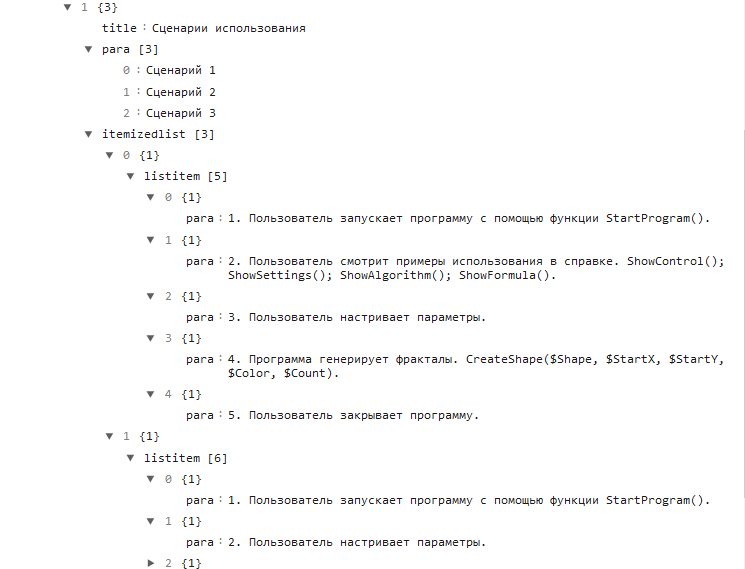 1 {3}
title : Сценарии использования
para [3]
0 : Сценарий 1
1 : Сценарий 2
2 : Сценарий 3
itemizedlist [3]
0 {1}
listitem [5]
0 {1}
para : 1. Пользователь запускает программу с помощью функции StartProgram().
1 {1}
para : 2. Пользователь смотрит примеры использования в справке. ShowControl();
ShowSettings(); ShowAlgorithm(); ShowFormula().
2 {1}
para : 3. Пользователь настривает параметры.
3 {1}
para : 4. Программа генерирует фракталы. CreateShape($Shape, $StartX, $StartY,
$Color, $Count).
4 {1}
para : 5. Пользователь закрывает программу.
1 {1}
listitem [6]
0 {1}
para : 1. Пользователь запускает программу с помощью функции StartProgram().
1 {1}
para : 2. Пользователь настривает параметры.
2 {1}